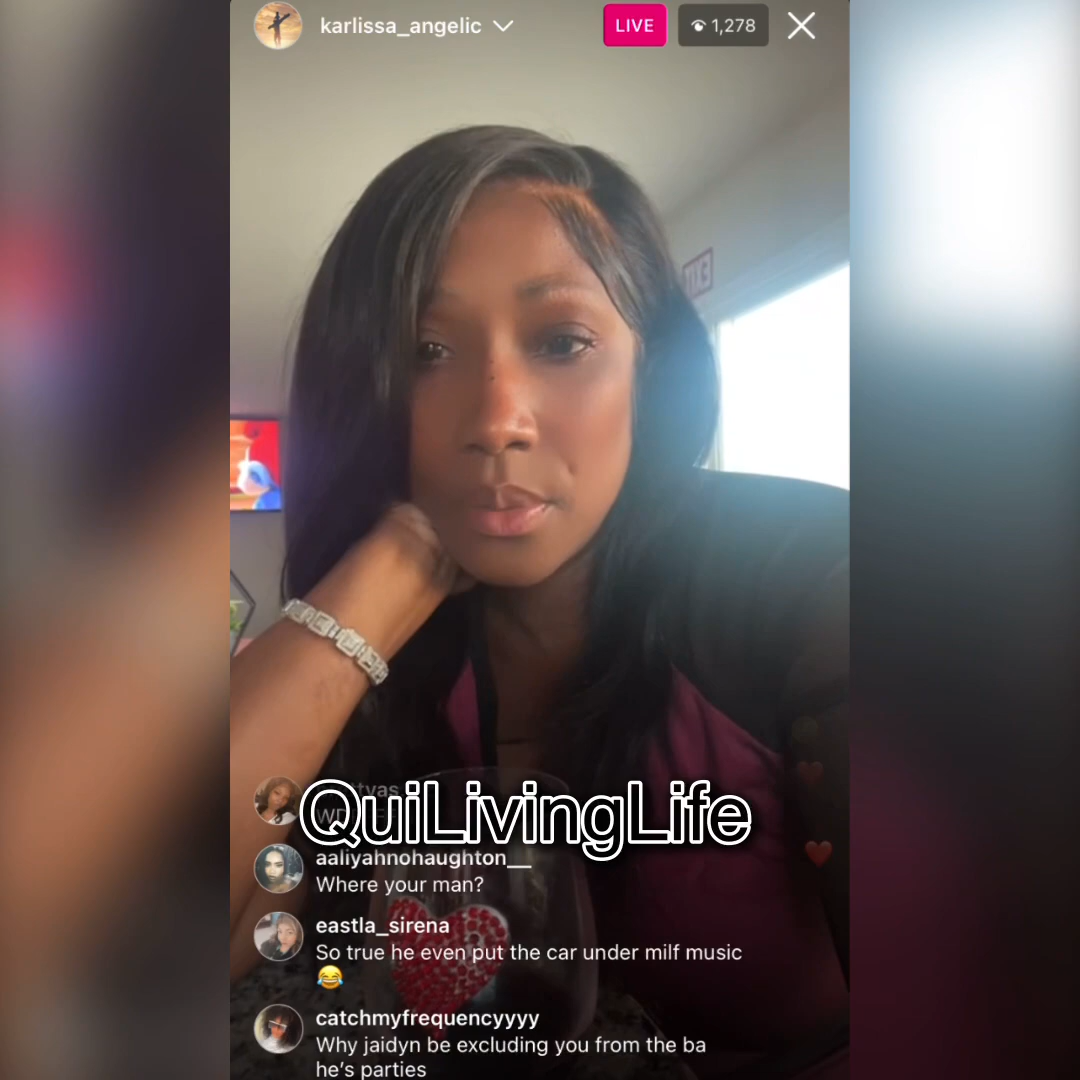 karlissa_angelic
LIVE
1,278
QuiLivingLife
aaliyahnohaughton__
Where your man?
eastla_sirena
So true he even put the car under milf music
😂
catchmyfrequencyyyy
Why jaidyn be excluding you from the ba
he's parties